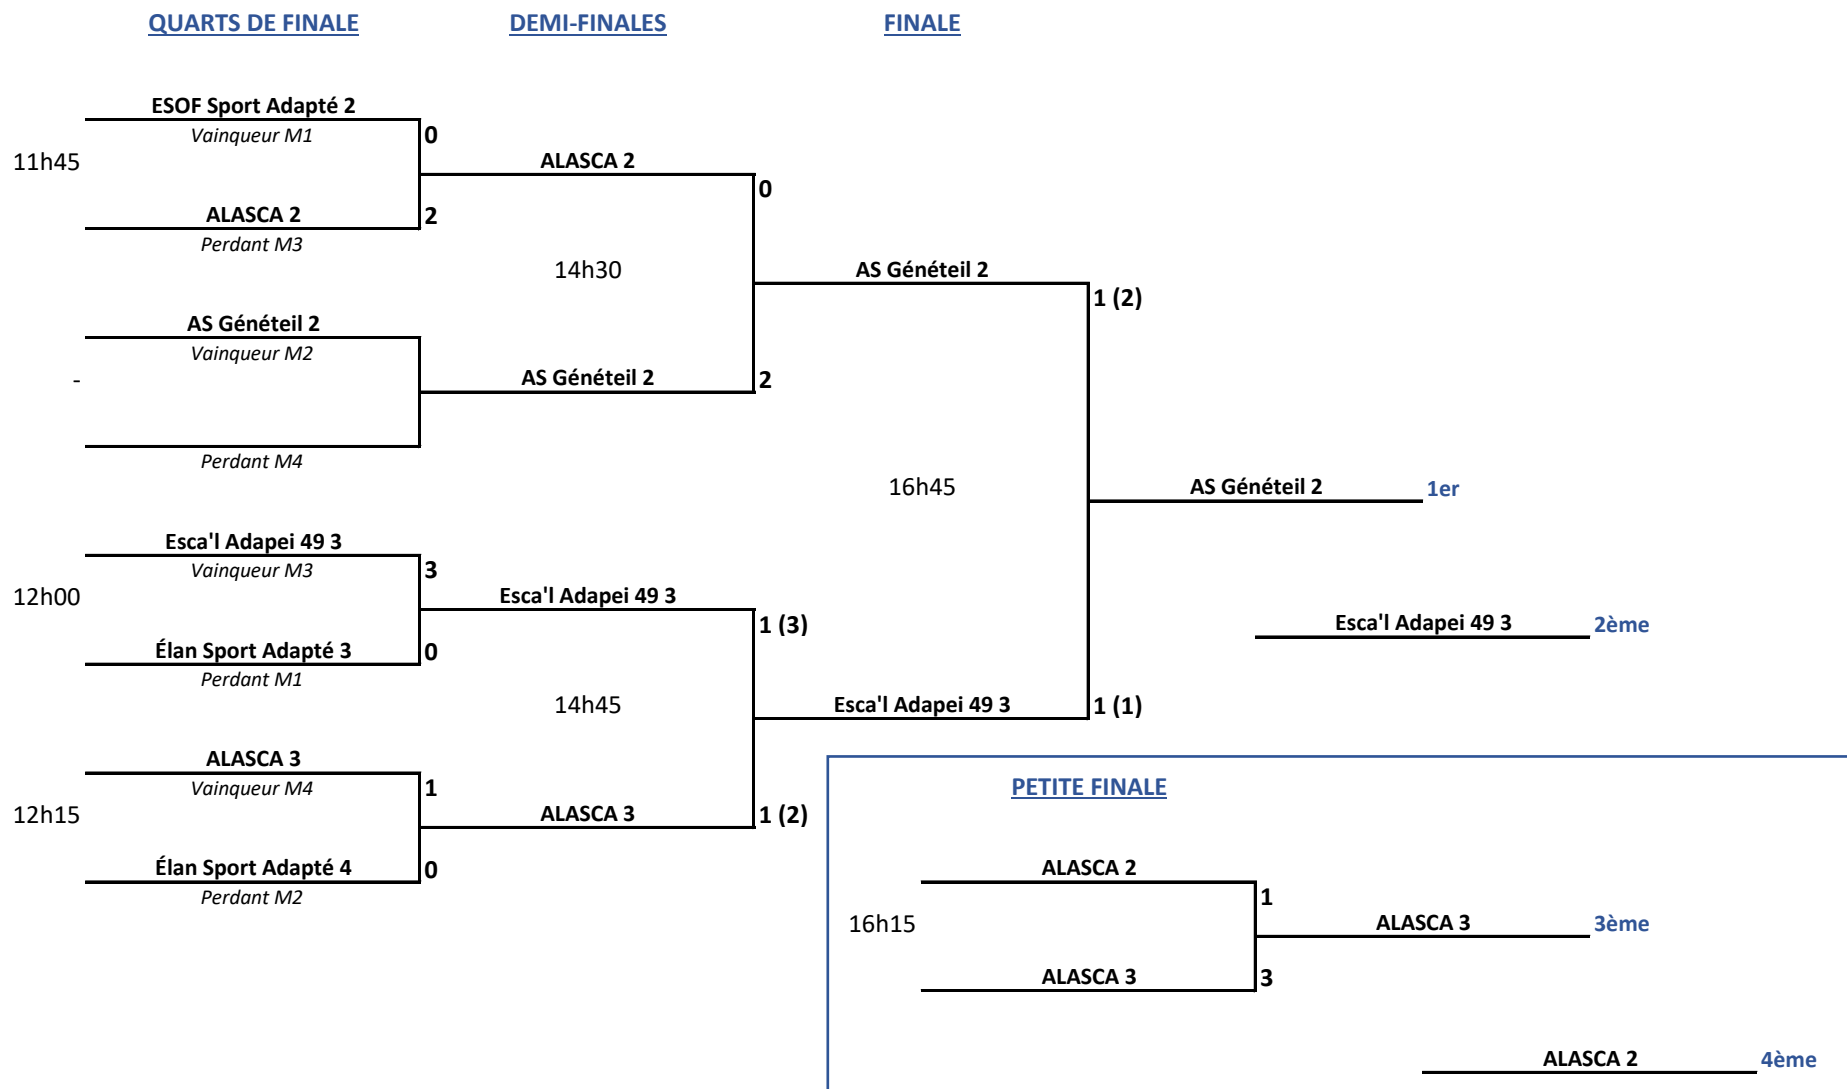 QUARTS DE FINALE
DEMI-FINALES
FINALE
ESOF Sport Adapté 2
Vainqueur M1
0
11h45
ALASCA 2
0
ALASCA 2
2
Perdant M3
14h30
AS Généteil 2
1 (2)
AS Généteil 2
Vainqueur M2
-
AS Généteil 2
2
Perdant M4
16h45
AS Généteil 2
1er
Esca'l Adapei 49 3
Vainqueur M3
3
12h00
Esca'l Adapei 49 3
1 (3)
Esca'l Adapei 49 3
2ème
Élan Sport Adapté 3
0
Perdant M1
14h45
Esca'l Adapei 49 3
1 (1)
ALASCA 3
Vainqueur M4
1
PETITE FINALE
12h15
ALASCA 3
1 (2)
Élan Sport Adapté 4
0
Perdant M2
ALASCA 2
1
16h15
ALASCA 3
3ème
ALASCA 3
3
ALASCA 2
4ème